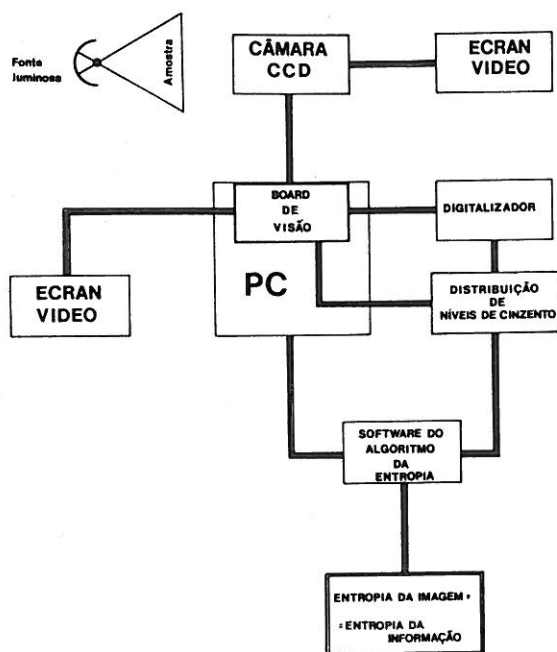 Fonte
luminosa
Amostra
CÂMARA
CCD
ECRAN
VIDEO
BOARD
DE
VISÃO
PC
DIGITALIZADOR
ECRAN
VIDEO
DISTRIBUIÇÃO
DE
NÍVEIS DE CINZENTO
SOFTWARE DO
ALGORITMO
DA
ENTROPIA
ENTROPIA DA IMAGEM =
= ENTROPIA DA
INFORMAÇÃO